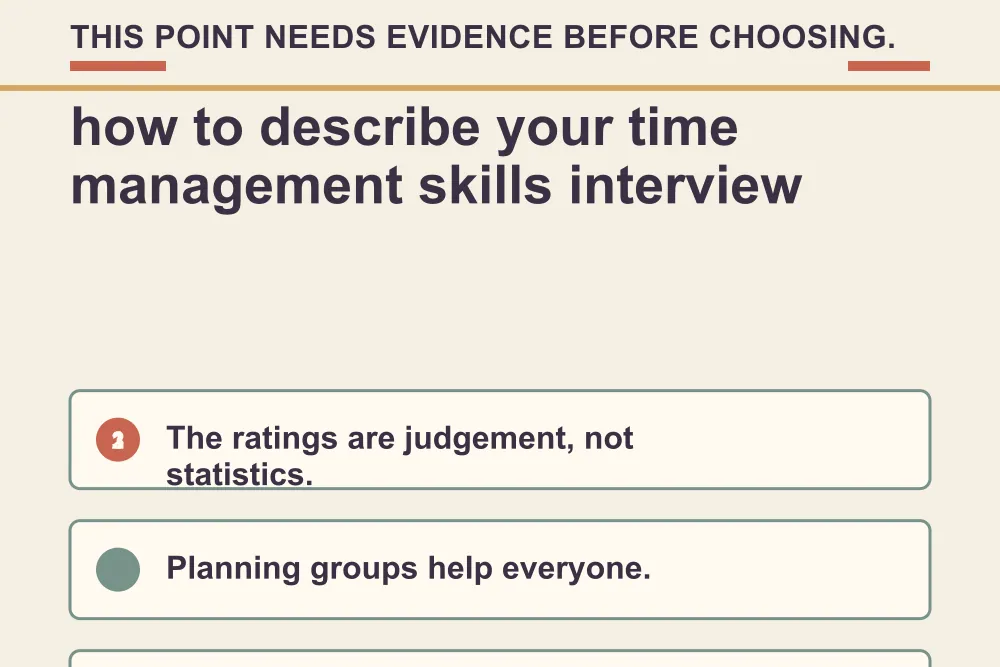 THIS POINT NEEDS EVIDENCE BEFORE CHOOSING.
how to describe your time
management skills interview
The ratings are judgement, not
statistics.
Planning groups help everyone.